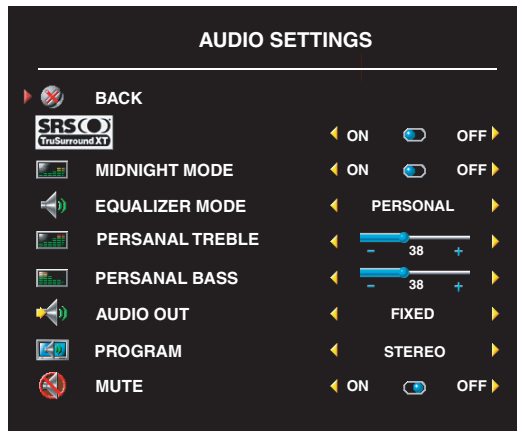 AUDIO SETTINGS
BACK
SRS
TruSurround XT
ON OFF
MIDNIGHT MODE ON OFF
EQUALIZER MODE PERSONAL
PERSANAL TREBLE - 38 +
PERSANAL BASS - 38 +
AUDIO OUT FIXED
PROGRAM STEREO
MUTE ON OFF